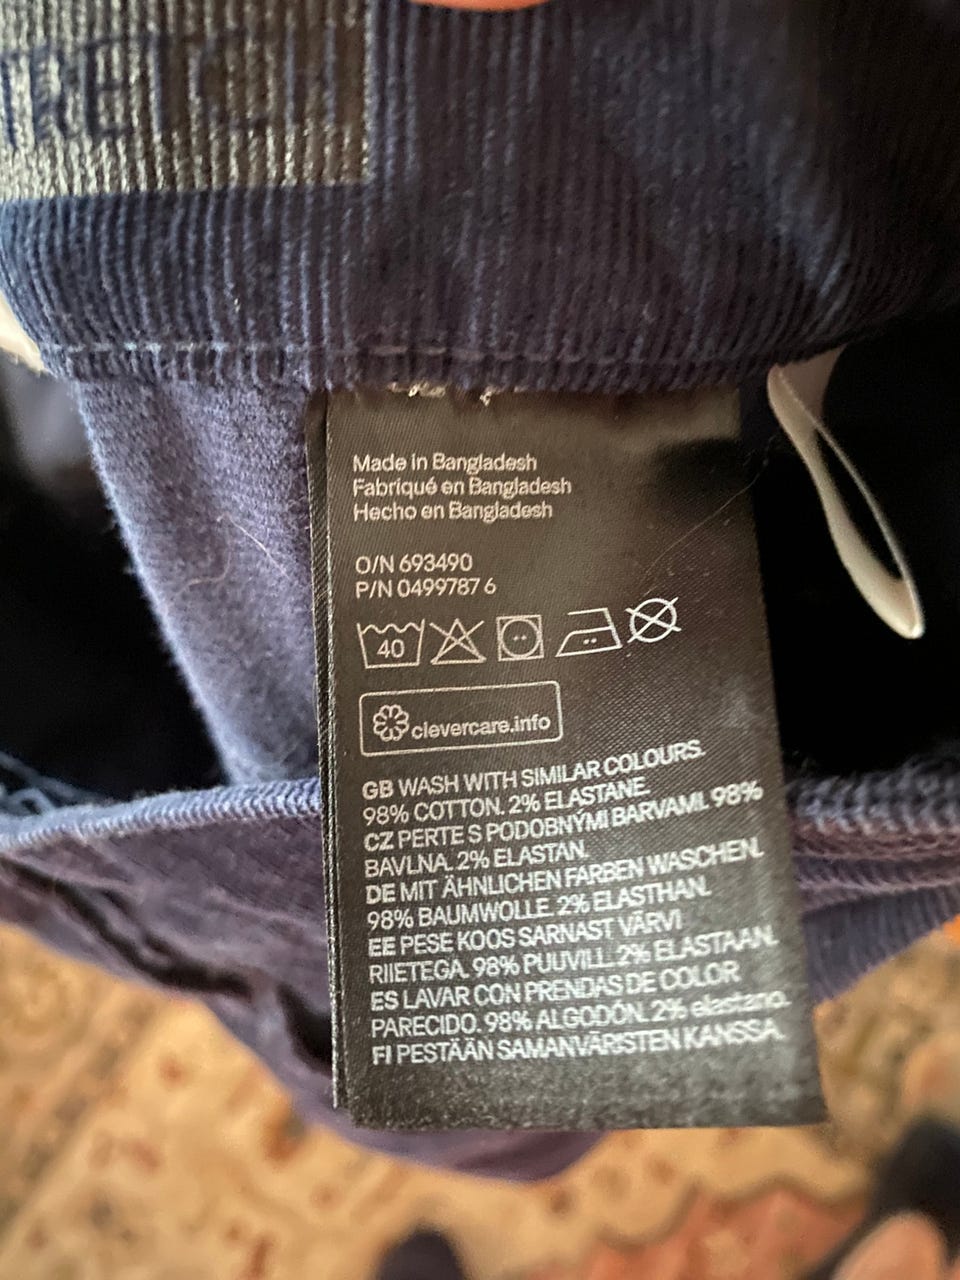 Made in Bangladesh
Fabriqué en Bangladesh
Hecho en Bangladesh
O/N 693490
P/N 0499787 6
40
clevercare.info
GB WASH WITH SIMILAR COLOURS.
98% COTTON. 2% ELASTANE.
CZ PERTE S PODOBNÝMI BARVAMI. 98%
BAVLNA. 2% ELASTAN.
DE MIT ÄHNLICHEN FARBEN WASCHEN.
98% BAUMWOLLE. 2% ELASTHAN.
EE PESE KOOS SARNAST VÄRVI
RIIETEGA. 98% PUUVILL. 2% ELASTAAN.
ES LAVAR CON PRENDAS DE COLOR
PARECIDO. 98% ALGODÓN. 2% elastano.
FI PESTÄÄN SAMANVÄRISTEN KANSSA.